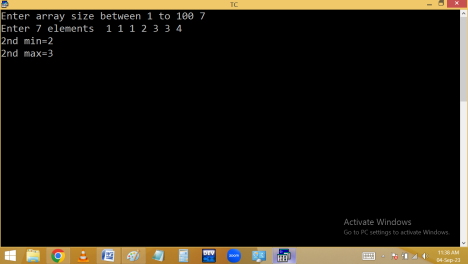 TC
Enter array size between 1 to 100 7
Enter 7 elements  1 1 1 2 3 3 4
2nd min=2
2nd max=3
Activate Windows
Go to PC settings to activate Windows.
11:38 AM
04-Sep-23